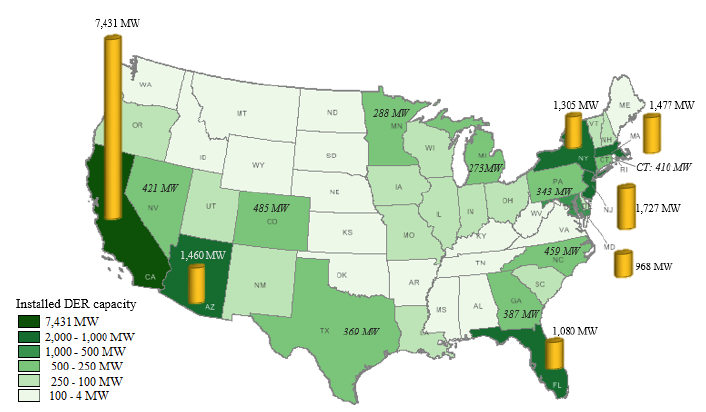 7,431 MW
WA
MT
ND
ME
1,305 MW
1,477 MW
288 MW
MN
VT
NH
MA
OR
ID
SD
WI
MI
273MW
NY
CT
RI
CT: 410 MW
WY
IA
PA
343 MW
NJ
1,727 MW
421 MW
NV
UT
485 MW
CO
NE
IL
IN
OH
WV
VA
MD
968 MW
KS
MO
KY
CA
1,460 MW
AZ
NM
OK
AR
TN
459 MW
NC
SC
MS
AL
GA
387 MW
TX
369 MW
LA
1,080 MW
FL
Installed DER capacity
7,431 MW
2,000 - 1,000 MW
1,000 - 500 MW
500 - 250 MW
250 - 100 MW
100 - 4 MW